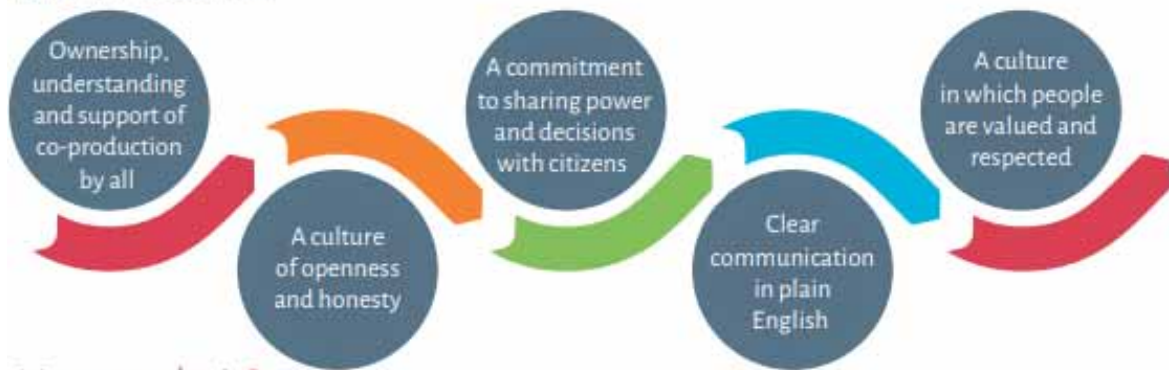 Ownership,
understanding
and support of
co-production
by all
A culture
of openness
and honesty
A commitment
to sharing power
and decisions
with citizens
Clear
communication
in plain
English
A culture
in which people
are valued and
respected